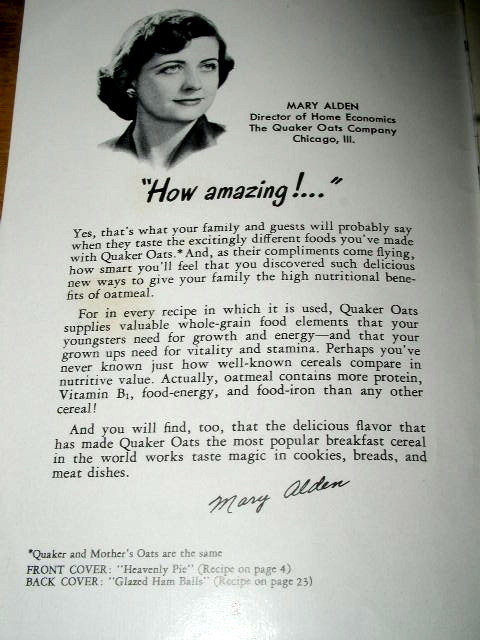 MARY ALDEN
Director of Home Economics
The Quaker Oats Company
Chicago, Ill.
"How amazing!..."
Yes, that's what your family and guests will probably say
when they taste the excitingly different foods you've made
with Quaker Oats.* And, as their compliments come flying,
how smart you'll feel that you discovered such delicious
new ways to give your family the high nutritional bene-
fits of oatmeal.
For in every recipe in which it is used, Quaker Oats
supplies valuable whole-grain food elements that your
youngsters need for growth and energy—and that your
grown ups need for vitality and stamina. Perhaps you've
never known just how well-known cereals compare in
nutritive value. Actually, oatmeal contains more protein,
Vitamin B₁, food-energy, and food-iron than any other
cereal!
And you will find, too, that the delicious flavor that
has made Quaker Oats the most popular breakfast cereal
in the world works taste magic in cookies, breads, and
meat dishes.
Mary Alden
*Quaker and Mother's Oats are the same
FRONT COVER: "Heavenly Pie" (Recipe on page 4)
BACK COVER: "Glazed Ham Balls" (Recipe on page 23)